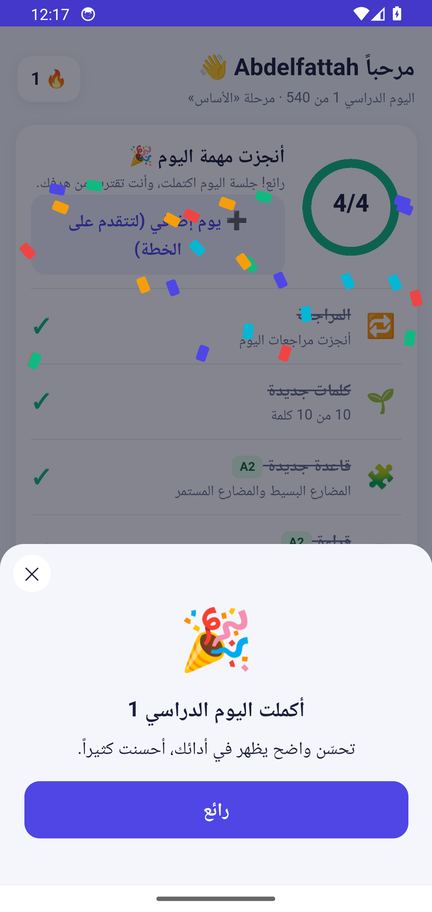 12:17
مرحباً Abdelfattah 👋
🔥 1
اليوم الدراسي 1 من 540 · مرحلة «الأساس»
أنجزت مهمة اليوم 🎉
رائع! جلسة اليوم اكتملت، وأنت تقترب من هدفك.
4/4
➕ يوم إضافي (لتتقدم على
الخطة)
المراجعة
أنجزت مراجعات اليوم
كلمات جديدة
10 من 10 كلمة
قاعدة جديدة A2
المضارع البسيط والمضارع المستمر
قراءة A2
أكملت اليوم الدراسي 1
تحسّن واضح يظهر في أدائك، أحسنت كثيراً.
رائع